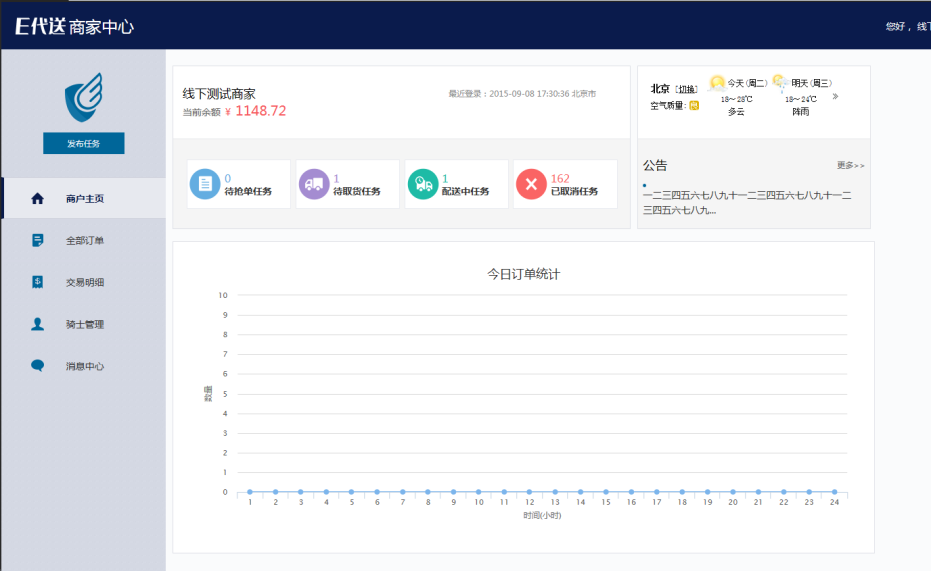 E代送 商家中心
您好，线下
发布任务
商户主页
全部订单
交易明细
骑士管理
消息中心
线下测试商家
最近登录：2015-09-08 17:30:36 北京市
当前余额 ¥ 1148.72
0
待抢单任务
1
待取货任务
1
配送中任务
162
已取消任务
北京 [切换]
空气质量：
今天(周二)
18～28℃
多云
明天(周三)
18～24℃
阵雨
»
公告
更多>>
一二三四五六七八九十一二三四五六七八九十一二
三四五六七八九...
今日订单统计
数量
10
9
8
7
6
5
4
3
2
1
0
1 2 3 4 5 6 7 8 9 10 11 12 13 14 15 16 17 18 19 20 21 22 23 24
时间(小时)